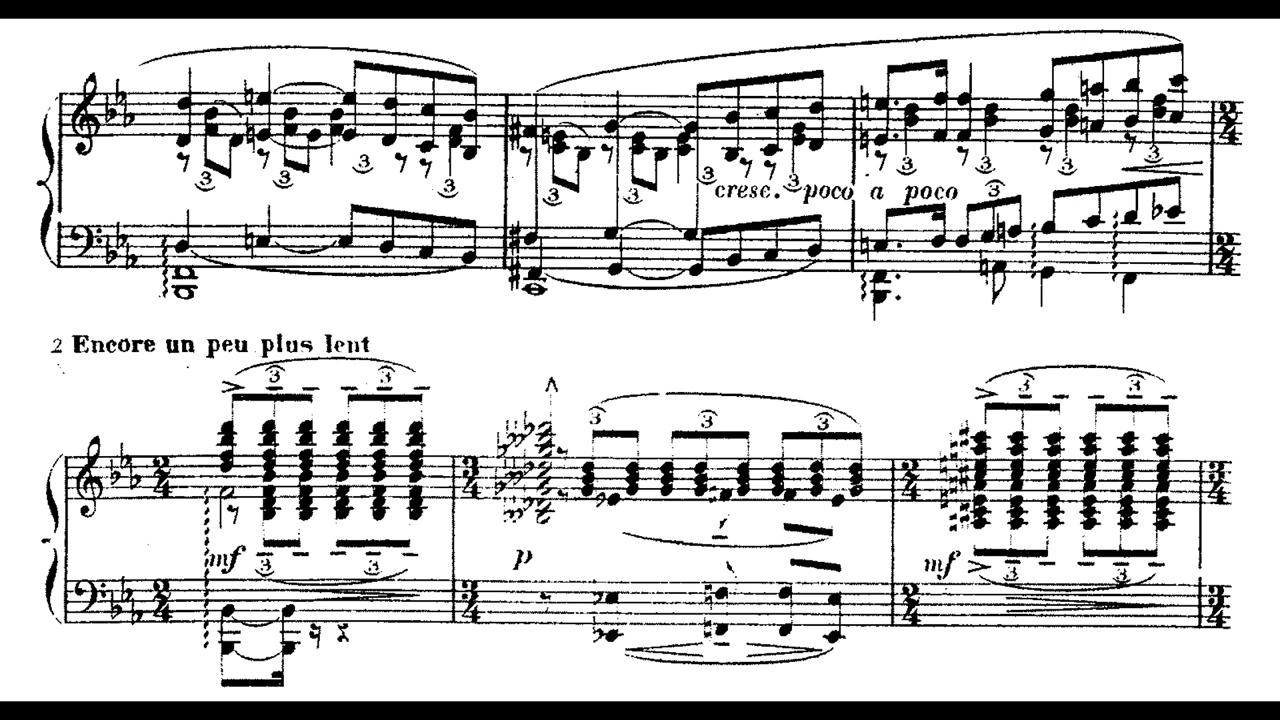 cresc. poco a poco
2 Encore un peu plus lent
mf p mf